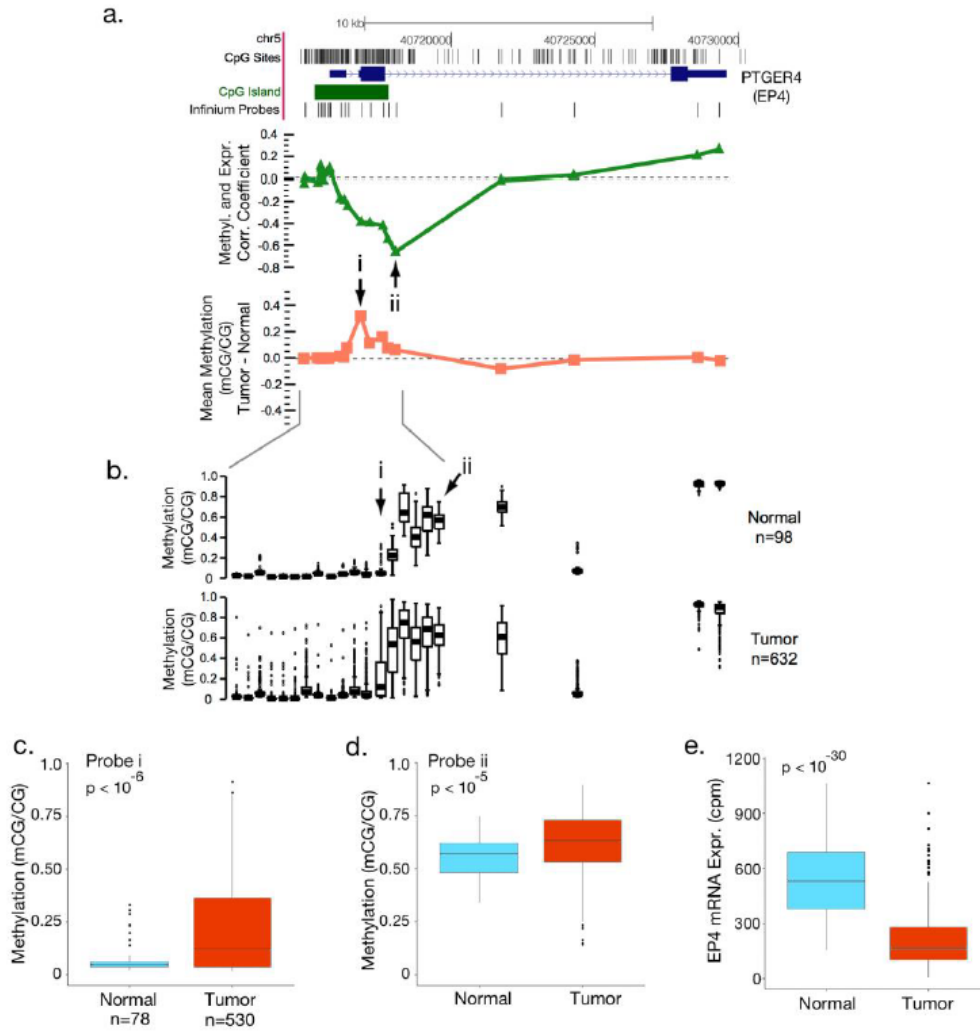 a.
10 kb
chr5
40720000
40725000
40730000
CpG Sites
PTGER4
(EP4)
CpG Island
Infinium Probes
Methyl. and Expr.
Corr. Coefficient
0.4
0.2
0.0
-0.2
-0.4
-0.6
-0.8
i
ii
Mean Methylation
(mCG/CG)
Tumor - Normal
0.4
0.2
0.0
-0.2
-0.4
b.
i
ii
Methylation
(mCG/CG)
1.0
0.8
0.6
0.4
0.2
0
Normal
n=98
Methylation
(mCG/CG)
1.0
0.8
0.6
0.4
0.2
0
Tumor
n=632
c.
Probe i
p < 10^-6
Methylation (mCG/CG)
1.0
0.75
0.50
0.25
0
Normal
n=78
Tumor
n=530
d.
Probe ii
p < 10^-5
Methylation (mCG/CG)
1.0
0.75
0.50
0.25
0
Normal
Tumor
e.
p < 10^-30
EP4 mRNA Expr. (cpm)
1200
900
600
300
0
Normal
Tumor